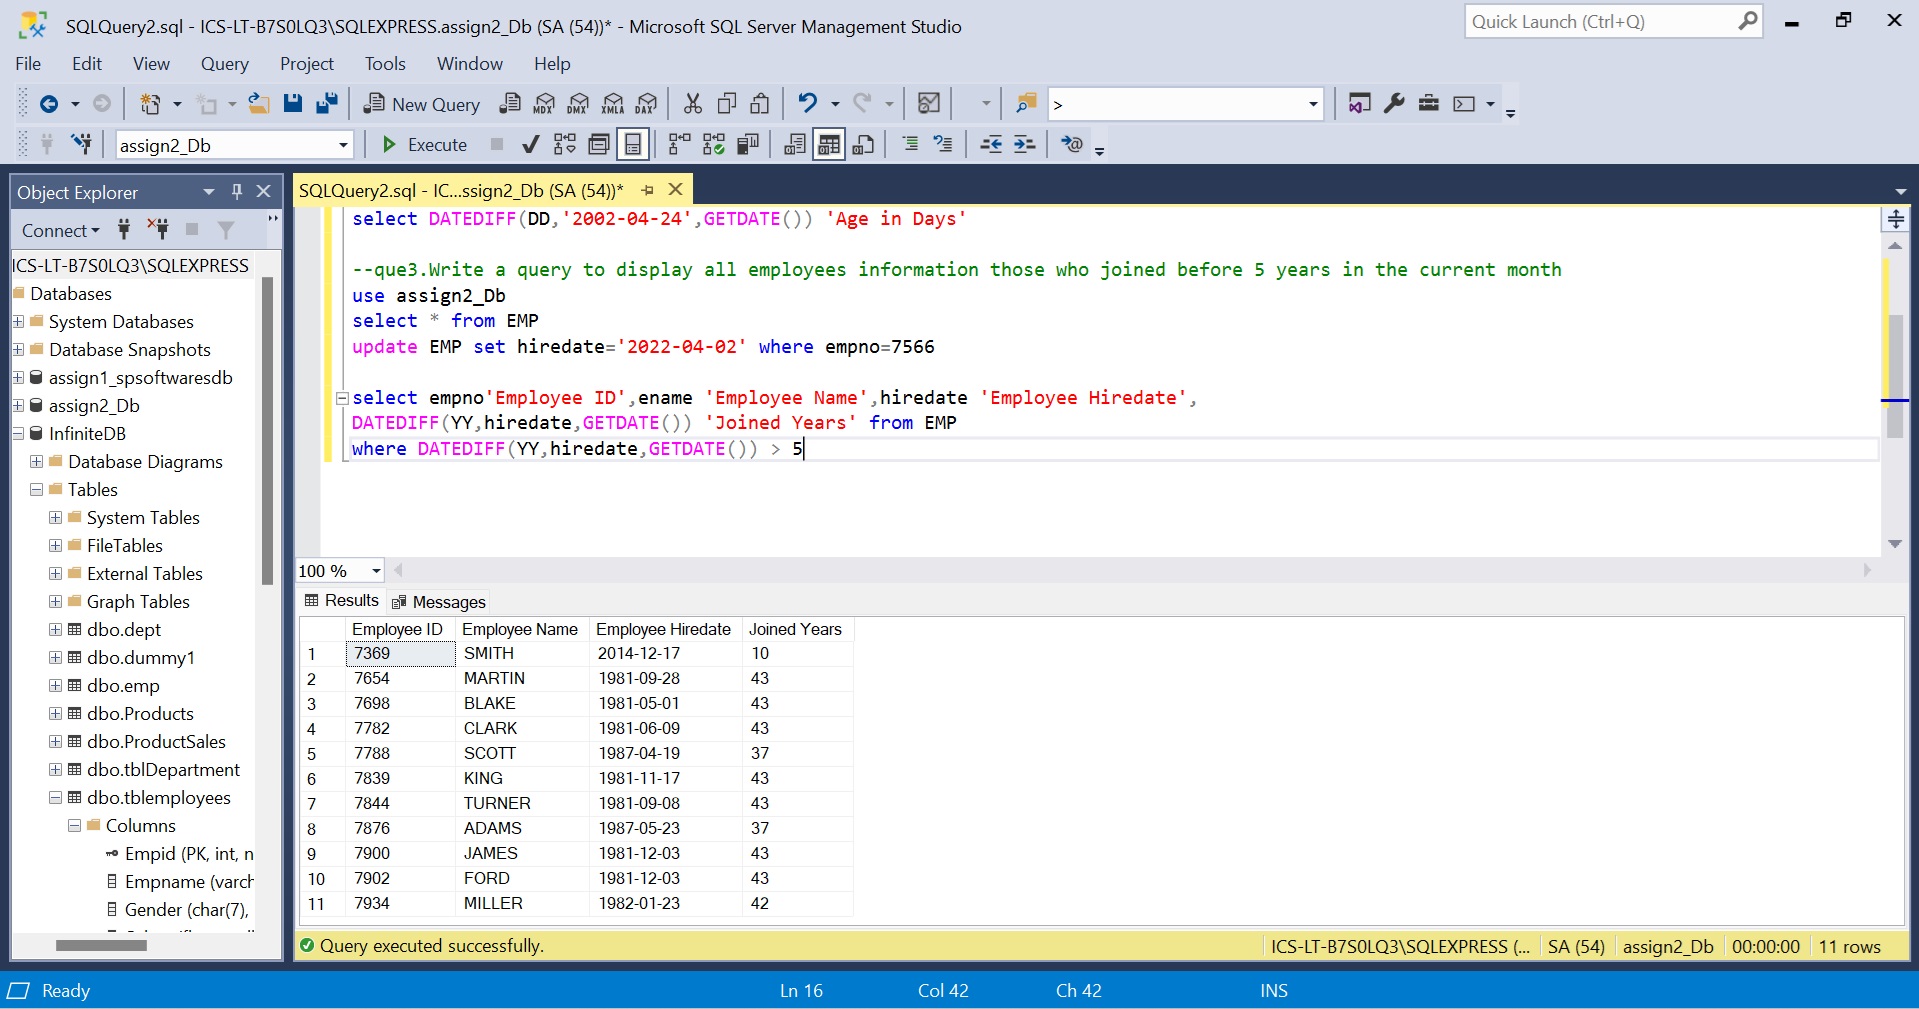 SQLQuery2.sql - ICS-LT-B7S0LQ3\SQLEXPRESS.assign2_Db (SA (54))* - Microsoft SQL Server Management Studio
Quick Launch (Ctrl+Q)
File Edit View Query Project Tools Window Help
New Query MDX DMX XMLA DAX >
assign2_Db Execute
Object Explorer
Connect
ICS-LT-B7S0LQ3\SQLEXPRESS
Databases
System Databases
Database Snapshots
assign1_spsoftwaresdb
assign2_Db
InfiniteDB
Database Diagrams
Tables
System Tables
FileTables
External Tables
Graph Tables
dbo.dept
dbo.dummy1
dbo.emp
dbo.Products
dbo.ProductSales
dbo.tblDepartment
dbo.tblemployees
Columns
Empid (PK, int, n
Empname (varch
Gender (char(7),
SQLQuery2.sql - IC...ssign2_Db (SA (54))*
select DATEDIFF(DD,'2002-04-24',GETDATE()) 'Age in Days'
--que3.Write a query to display all employees information those who joined before 5 years in the current month
use assign2_Db
select * from EMP
update EMP set hiredate='2022-04-02' where empno=7566
select empno'Employee ID',ename 'Employee Name',hiredate 'Employee Hiredate',
DATEDIFF(YY,hiredate,GETDATE()) 'Joined Years' from EMP
where DATEDIFF(YY,hiredate,GETDATE()) > 5
100 %
Results Messages
Employee ID Employee Name Employee Hiredate Joined Years
1 7369 SMITH 2014-12-17 10
2 7654 MARTIN 1981-09-28 43
3 7698 BLAKE 1981-05-01 43
4 7782 CLARK 1981-06-09 43
5 7788 SCOTT 1987-04-19 37
6 7839 KING 1981-11-17 43
7 7844 TURNER 1981-09-08 43
8 7876 ADAMS 1987-05-23 37
9 7900 JAMES 1981-12-03 43
10 7902 FORD 1981-12-03 43
11 7934 MILLER 1982-01-23 42
Query executed successfully. ICS-LT-B7S0LQ3\SQLEXPRESS (... SA (54) assign2_Db 00:00:00 11 rows
Ready Ln 16 Col 42 Ch 42 INS